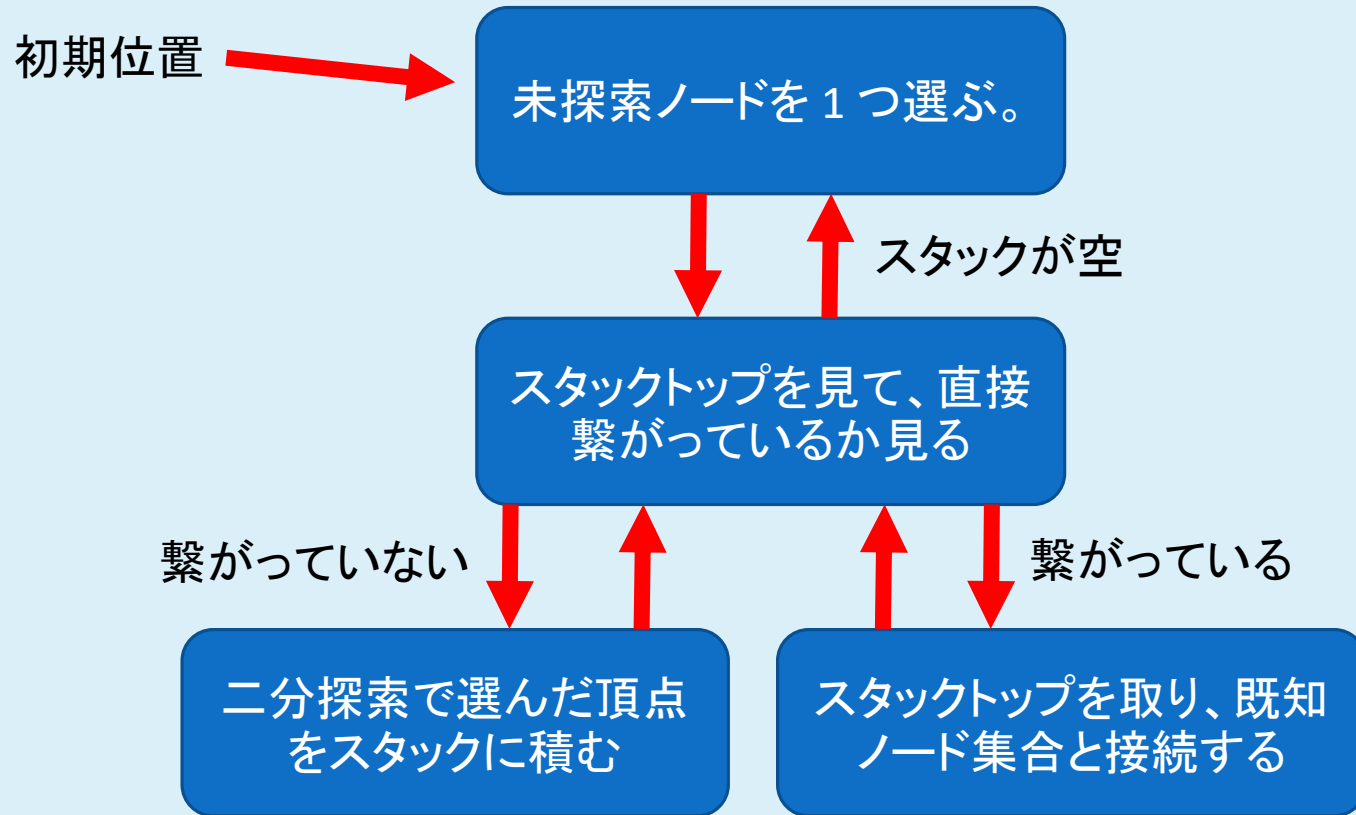 初期位置
未探索ノードを1つ選ぶ。
スタックが空
スタックトップを見て、直接
繋がっているか見る
繋がっていない
繋がっている
二分探索で選んだ頂点
をスタックに積む
スタックトップを取り、既知
ノード集合と接続する